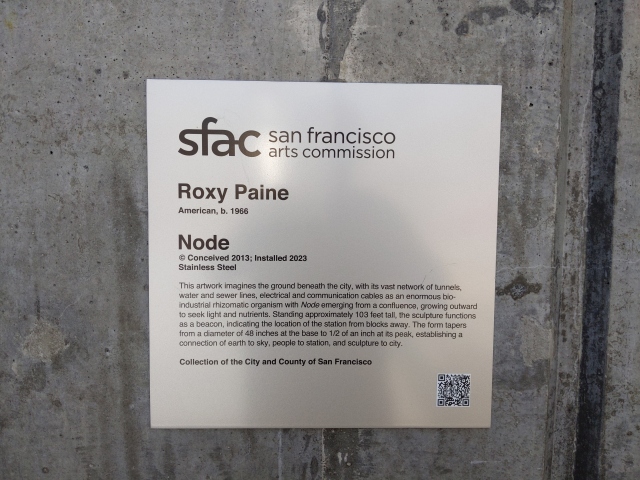 sfac san francisco
arts commission
Roxy Paine
American, b. 1966
Node
© Conceived 2013; Installed 2023
Stainless Steel
This artwork imagines the ground beneath the city, with its vast network of tunnels,
water and sewer lines, electrical and communication cables as an enormous bio-
industrial rhizomatic organism with Node emerging from a confluence, growing outward
to seek light and nutrients. Standing approximately 103 feet tall, the sculpture functions
as a beacon, indicating the location of the station from blocks away. The form tapers
from a diameter of 48 inches at the base to 1/2 of an inch at its peak, establishing a
connection of earth to sky, people to station, and sculpture to city.
Collection of the City and County of San Francisco